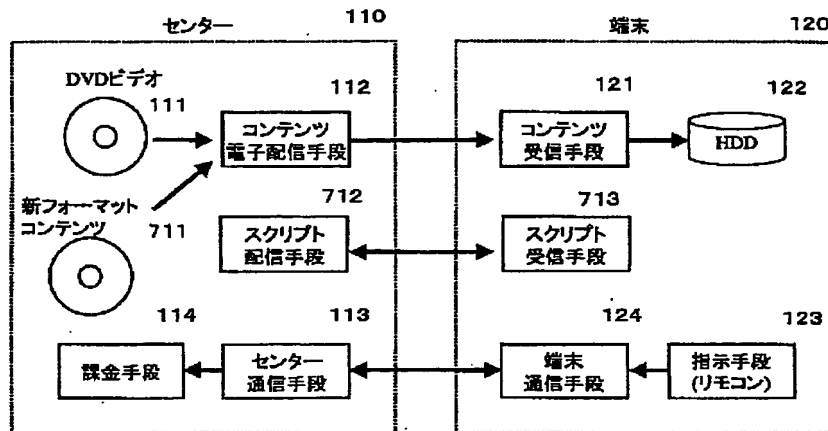 センター
110
端末
120
DVDビデオ
111
112
コンテンツ
電子配信手段
121
コンテンツ
受信手段
122
HDD
新フォーマット
コンテンツ
711
712
スクリプト
配信手段
713
スクリプト
受信手段
114
課金手段
113
センター
通信手段
124
端末
通信手段
123
指示手段
(リモコン)